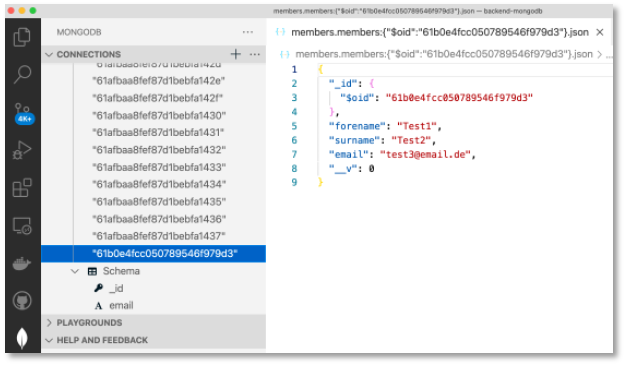 members.members:{"$oid":"61b0e4fcc050789546f979d3"}.json — backend-mongodb
MONGODB
CONNECTIONS
"61afbaa8fef87d1bebfa142d"
"61afbaa8fef87d1bebfa142e"
"61afbaa8fef87d1bebfa142f"
"61afbaa8fef87d1bebfa1430"
"61afbaa8fef87d1bebfa1431"
"61afbaa8fef87d1bebfa1432"
"61afbaa8fef87d1bebfa1433"
"61afbaa8fef87d1bebfa1434"
"61afbaa8fef87d1bebfa1435"
"61afbaa8fef87d1bebfa1436"
"61afbaa8fef87d1bebfa1437"
"61b0e4fcc050789546f979d3"
Schema
_id
A email
PLAYGROUNDS
HELP AND FEEDBACK
4K+
members.members:{"$oid":"61b0e4fcc050789546f979d3"}.json
members.members:{"$oid":"61b0e4fcc050789546f979d3"}.json > ...
1 {
2 "_id": {
3 "$oid": "61b0e4fcc050789546f979d3"
4 },
5 "forename": "Test1",
6 "surname": "Test2",
7 "email": "test3@email.de",
8 "__v": 0
9 }